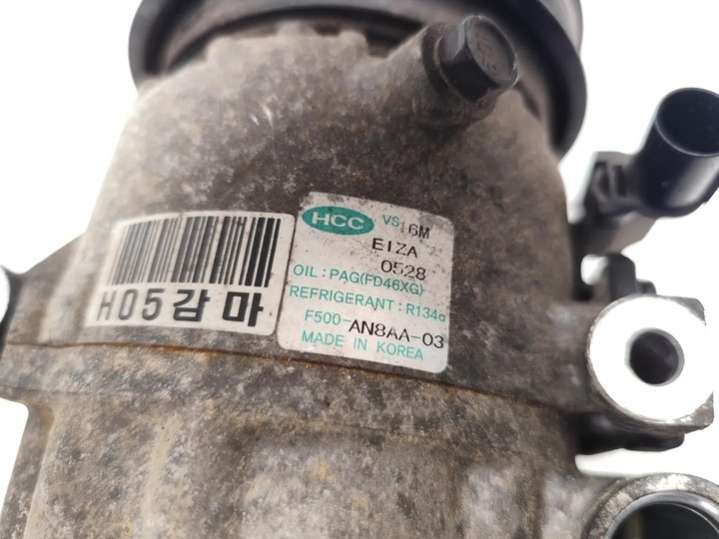 HCC VS16M
EIZA
0528
OIL : PAG(FD46XG)
REFRIGERANT : R134a
F500-AN8AA-03
MADE IN KOREA
H05감마